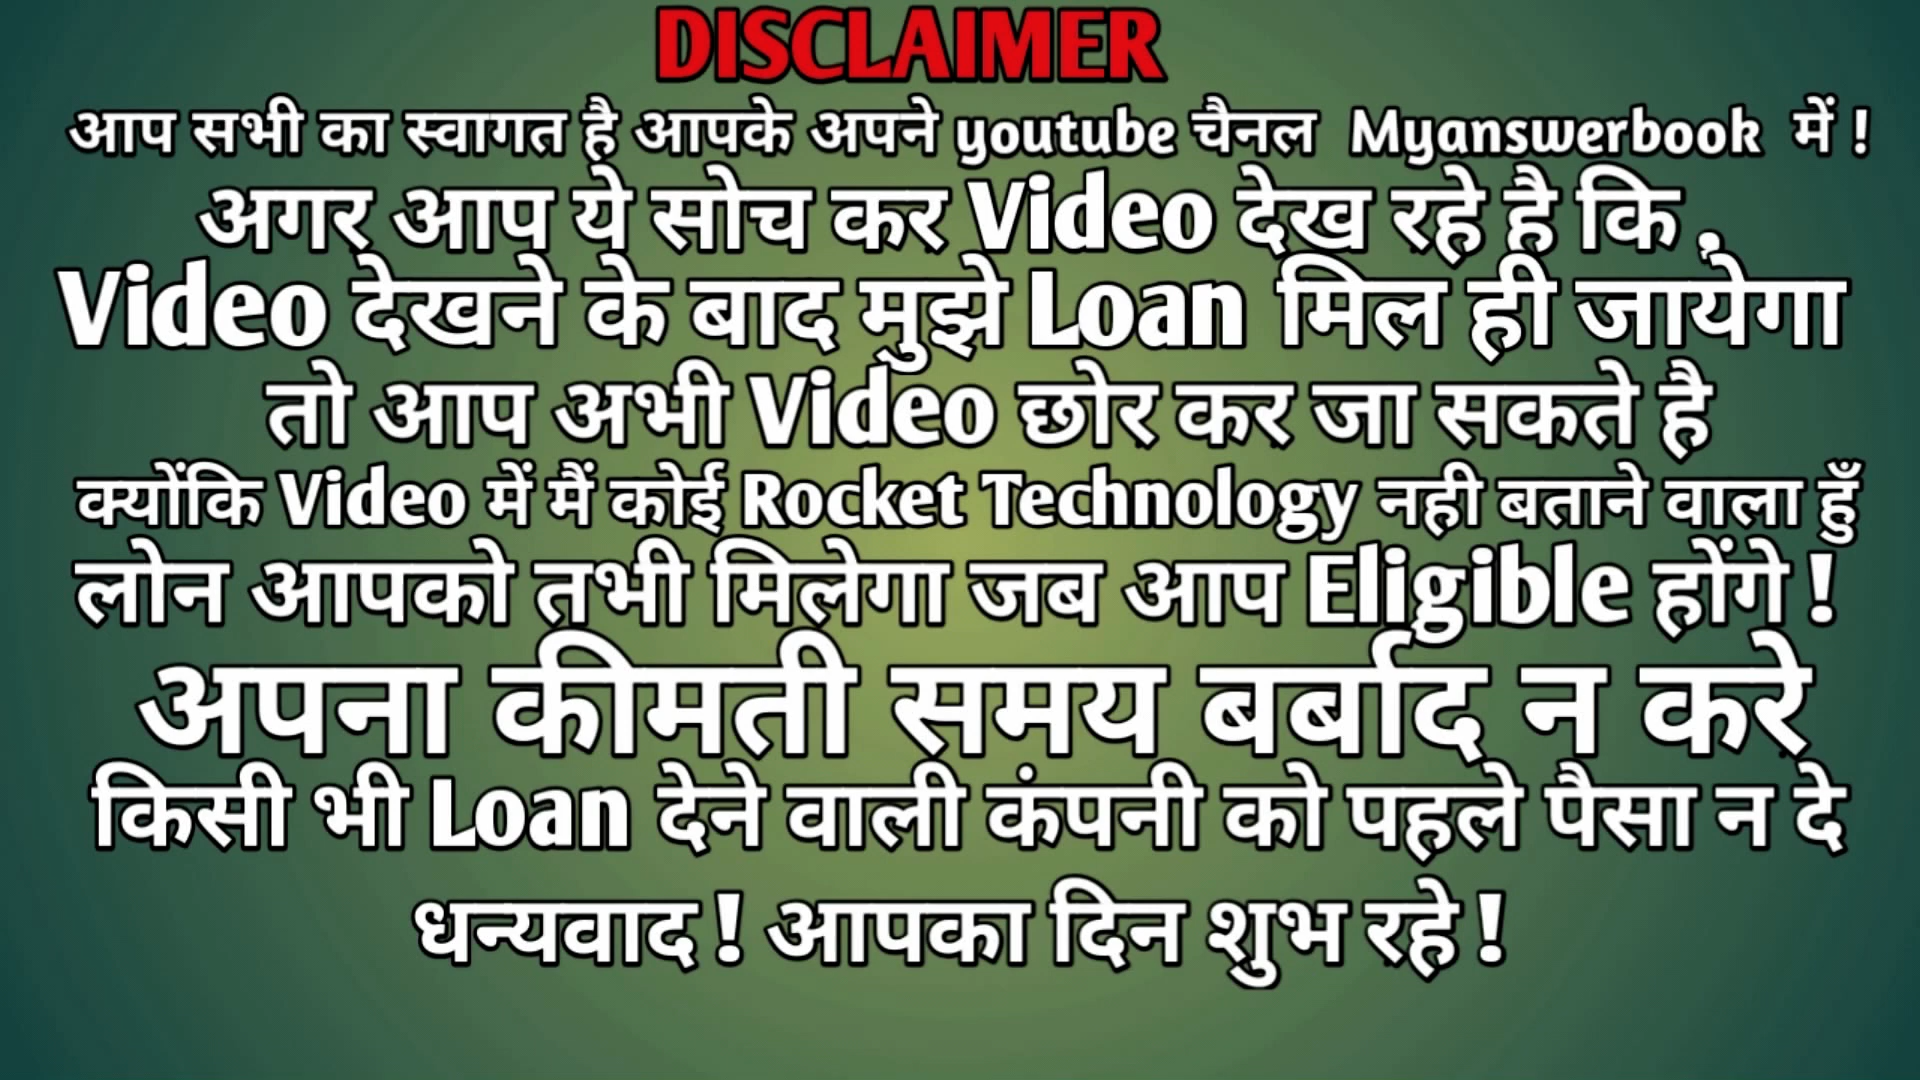 DISCLAIMER
आप सभी का स्वागत है आपके अपने youtube चैनल Myanswerbook में !
अगर आप ये सोच कर Video देख रहे है कि ,
Video देखने के बाद मुझे Loan मिल ही जायेगा
तो आप अभी Video छोर कर जा सकते है
क्योंकि Video में मैं कोई Rocket Technology नही बताने वाला हुँ
लोन आपको तभी मिलेगा जब आप Eligible होंगे !
अपना कीमती समय बर्बाद न करे
किसी भी Loan देने वाली कंपनी को पहले पैसा न दे
धन्यवाद ! आपका दिन शुभ रहे !